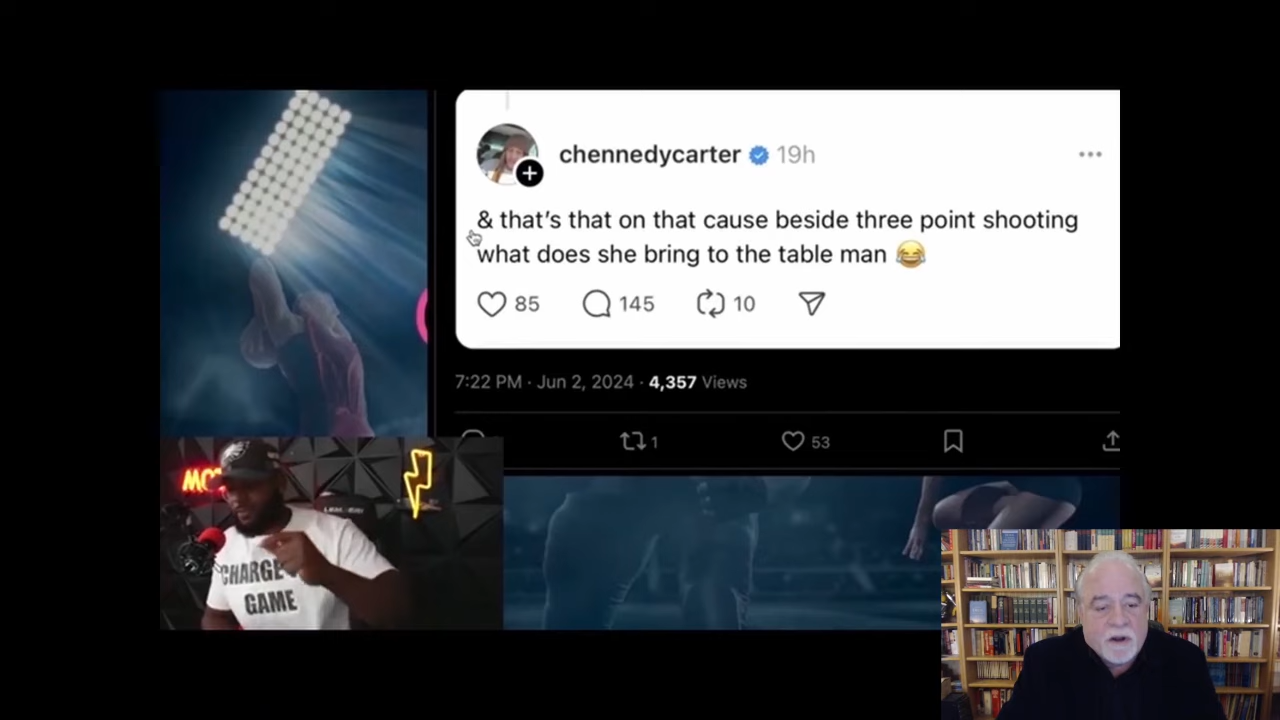 chennedycarter 19h
& that's that on that cause beside three point shooting
what does she bring to the table man 😂
85 145 10
7:22 PM · Jun 2, 2024 · 4,357 Views
1 53
CHARGE
GAME